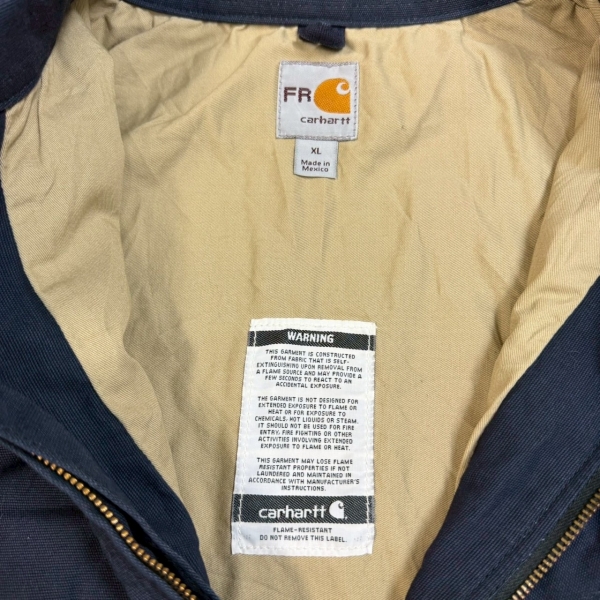 FR
carhartt
XL
Made in
Mexico
WARNING
THIS GARMENT IS CONSTRUCTED
FROM FABRIC THAT IS SELF-
EXTINGUISHING UPON REMOVAL FROM
A FLAME SOURCE AND MAY PROVIDE A
FEW SECONDS TO REACT TO AN
ACCIDENTAL EXPOSURE.
THE GARMENT IS NOT DESIGNED FOR
EXTENDED EXPOSURE TO FLAME OR
HEAT OR FOR EXPOSURE TO
CHEMICALS, HOT LIQUIDS OR STEAM.
IT SHOULD NOT BE USED FOR FIRE
ENTRY, FIRE FIGHTING OR OTHER
ACTIVITIES INVOLVING EXTENDED
EXPOSURE TO FLAME OR HEAT.
THIS GARMENT MAY LOSE FLAME
RESISTANT PROPERTIES IF NOT
LAUNDERED AND MAINTAINED IN
ACCORDANCE WITH MANUFACTURER'S
INSTRUCTIONS.
carhartt
FLAME-RESISTANT
DO NOT REMOVE THIS LABEL.